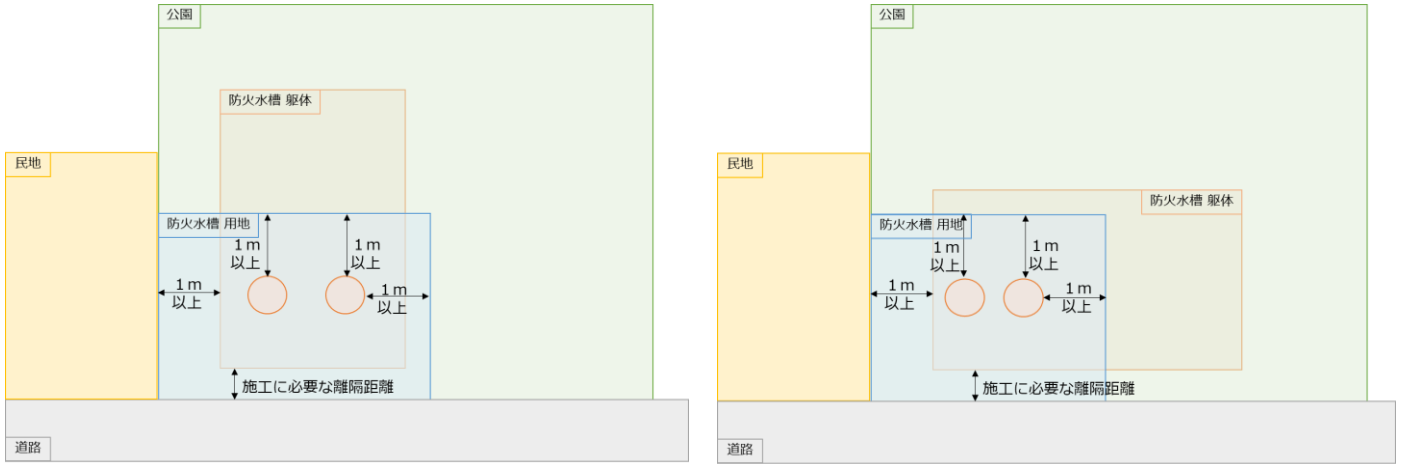 公園
防火水槽 躯体
民地
防火水槽 用地
1m
以上
1m
以上
1m
以上
1m
以上
施工に必要な離隔距離
道路
公園
民地
防火水槽 躯体
防火水槽 用地
1m
以上
1m
以上
1m
以上
1m
以上
施工に必要な離隔距離
道路